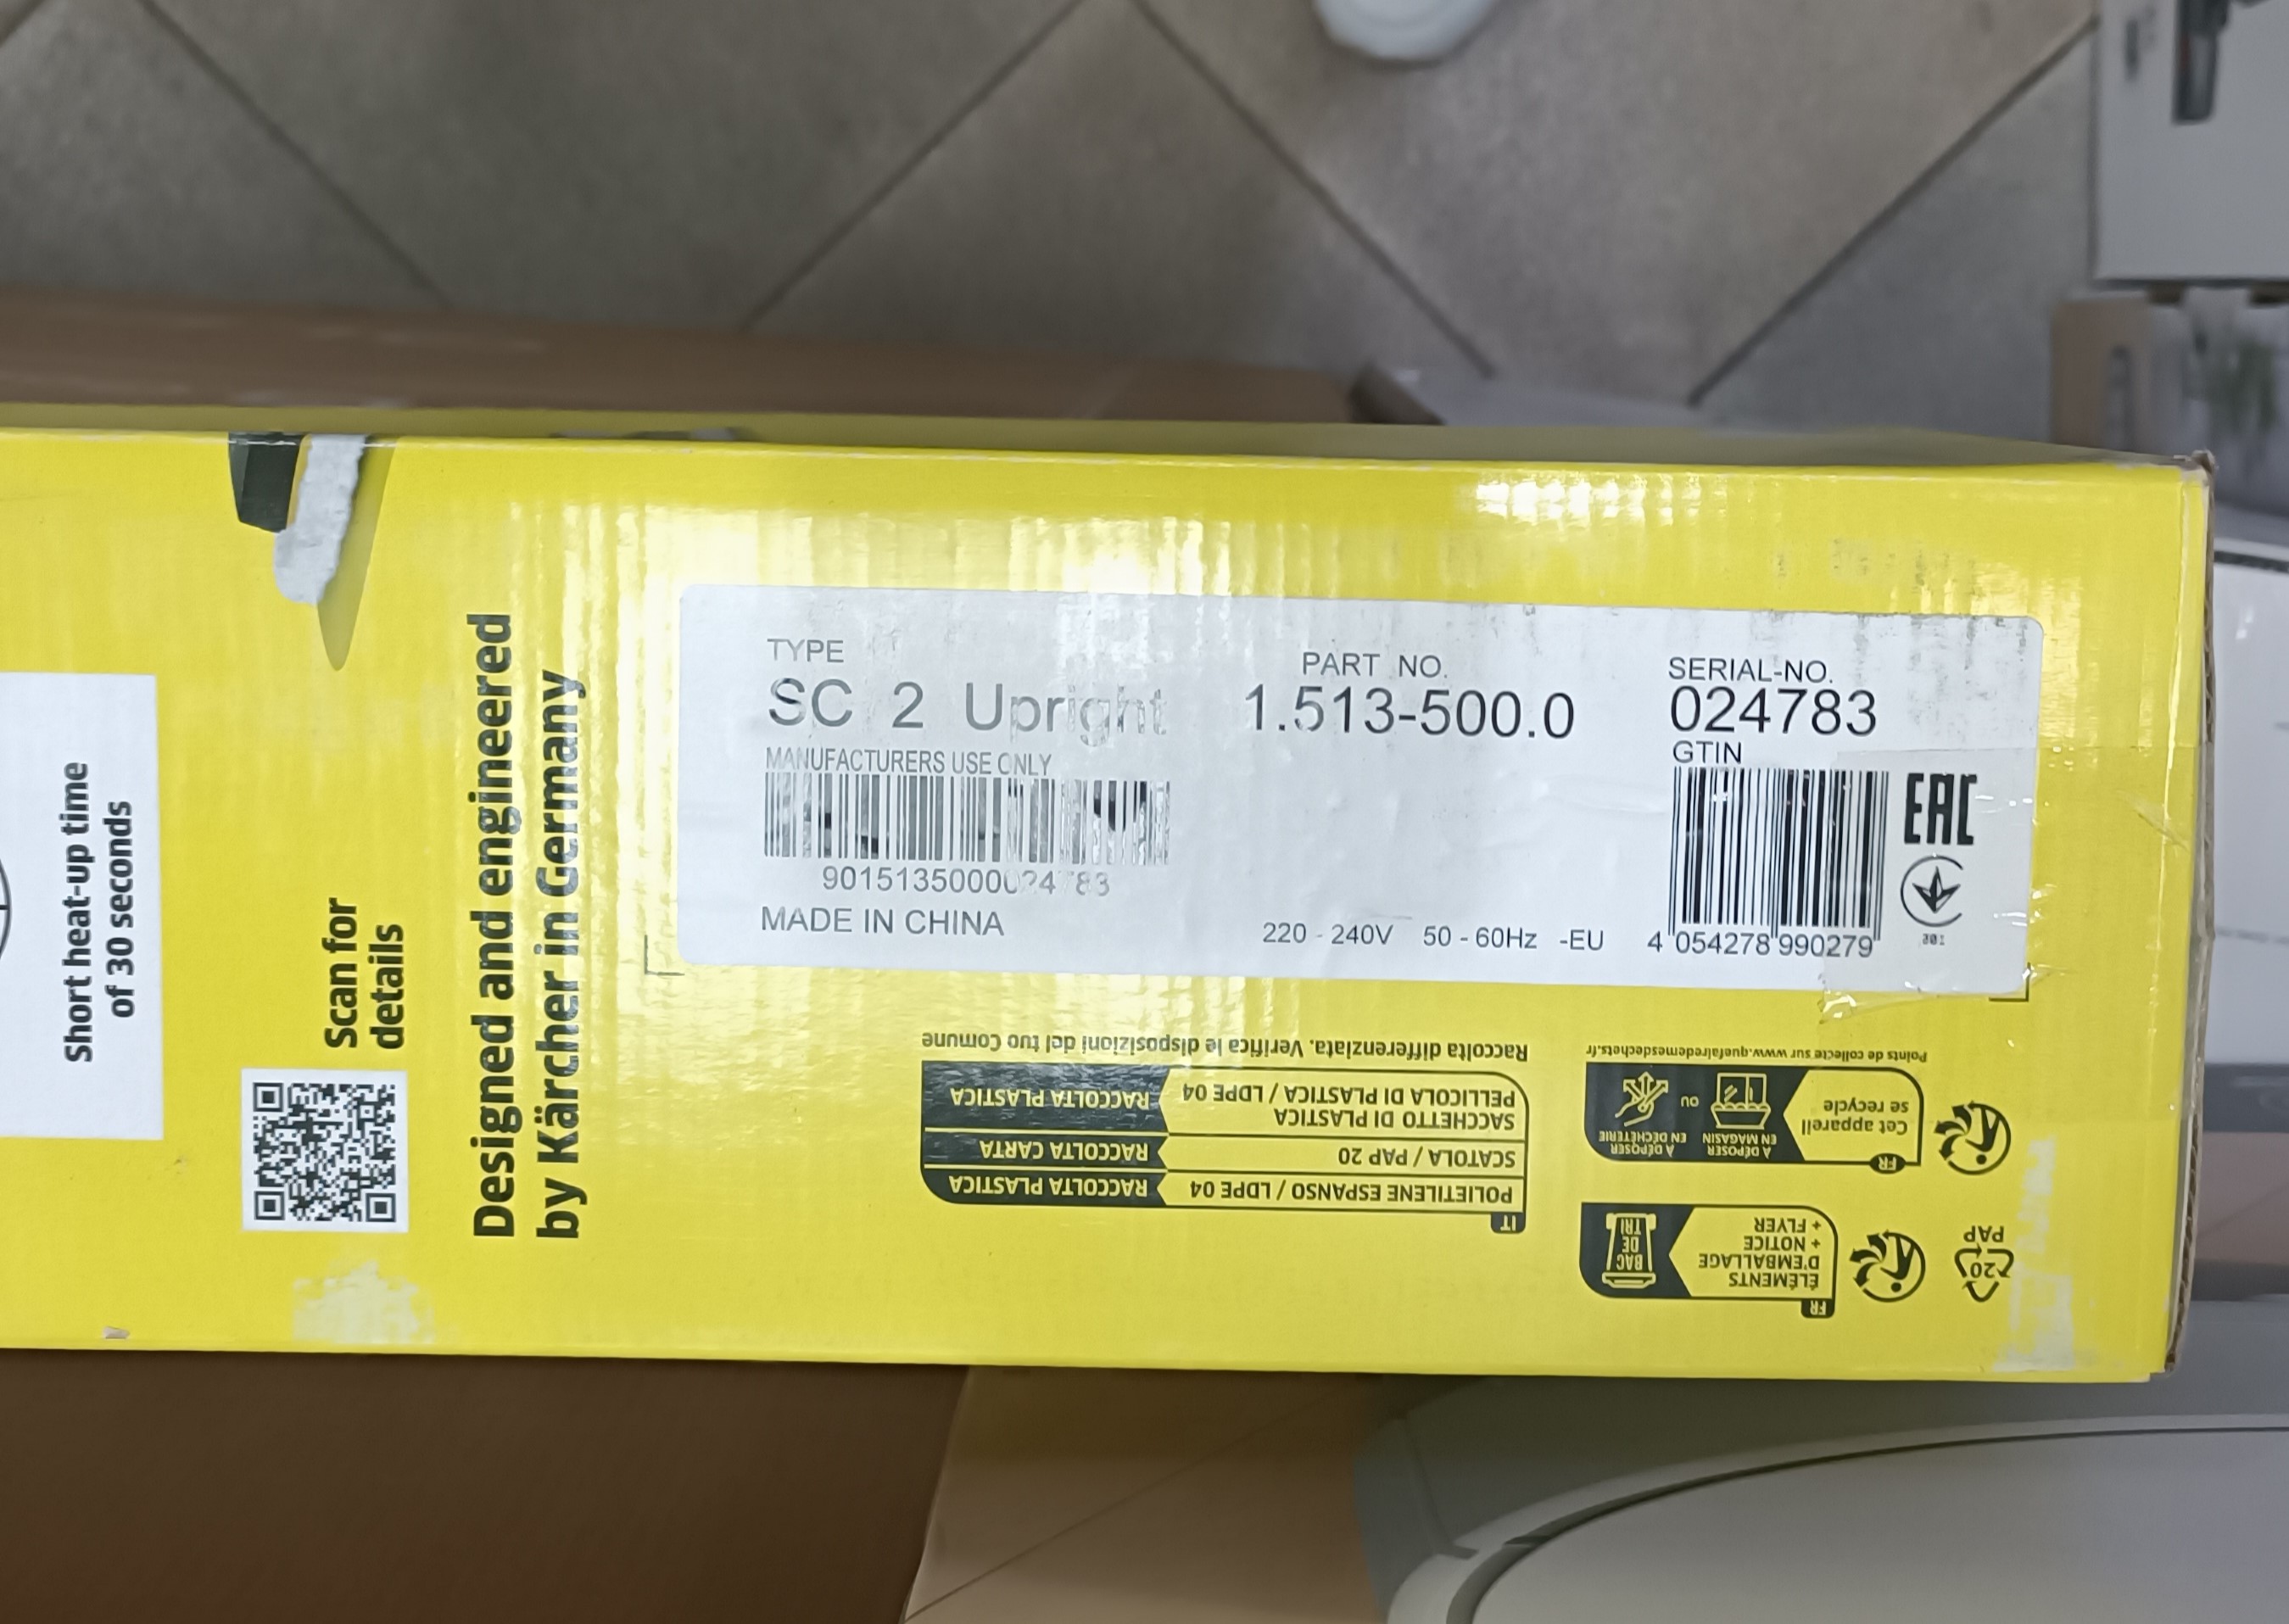 Short heat-up time
of 30 seconds
Scan for
details
Designed and engineered
by Kärcher in Germany
TYPE
SC 2 Upright
PART NO.
1.513-500.0
SERIAL-NO.
024783
MANUFACTURERS USE ONLY
GTIN
EAC
MADE IN CHINA
220 - 240V 50 - 60Hz -EU
4 054278 990279
Raccolta differenziata. Verifica le disposizioni del tuo Comune
IT
POLIETILENE ESPANSO / LDPE 04 RACCOLTA PLASTICA
SCATOLA / PAP 20 RACCOLTA CARTA
SACCHETTO DI PLASTICA
PELLICOLA DI PLASTICA / LDPE 04 RACCOLTA PLASTICA
FR
ÉLÉMENTS
D'EMBALLAGE
+ NOTICE
+ FLYER
BAC
DE
TRI
20
PAP
FR
Cet appareil
se recycle
À DÉPOSER
EN MAGASIN
ou
À DÉPOSER
EN DÉCHÈTERIE
Points de collecte sur www.quefairedemesdechets.fr